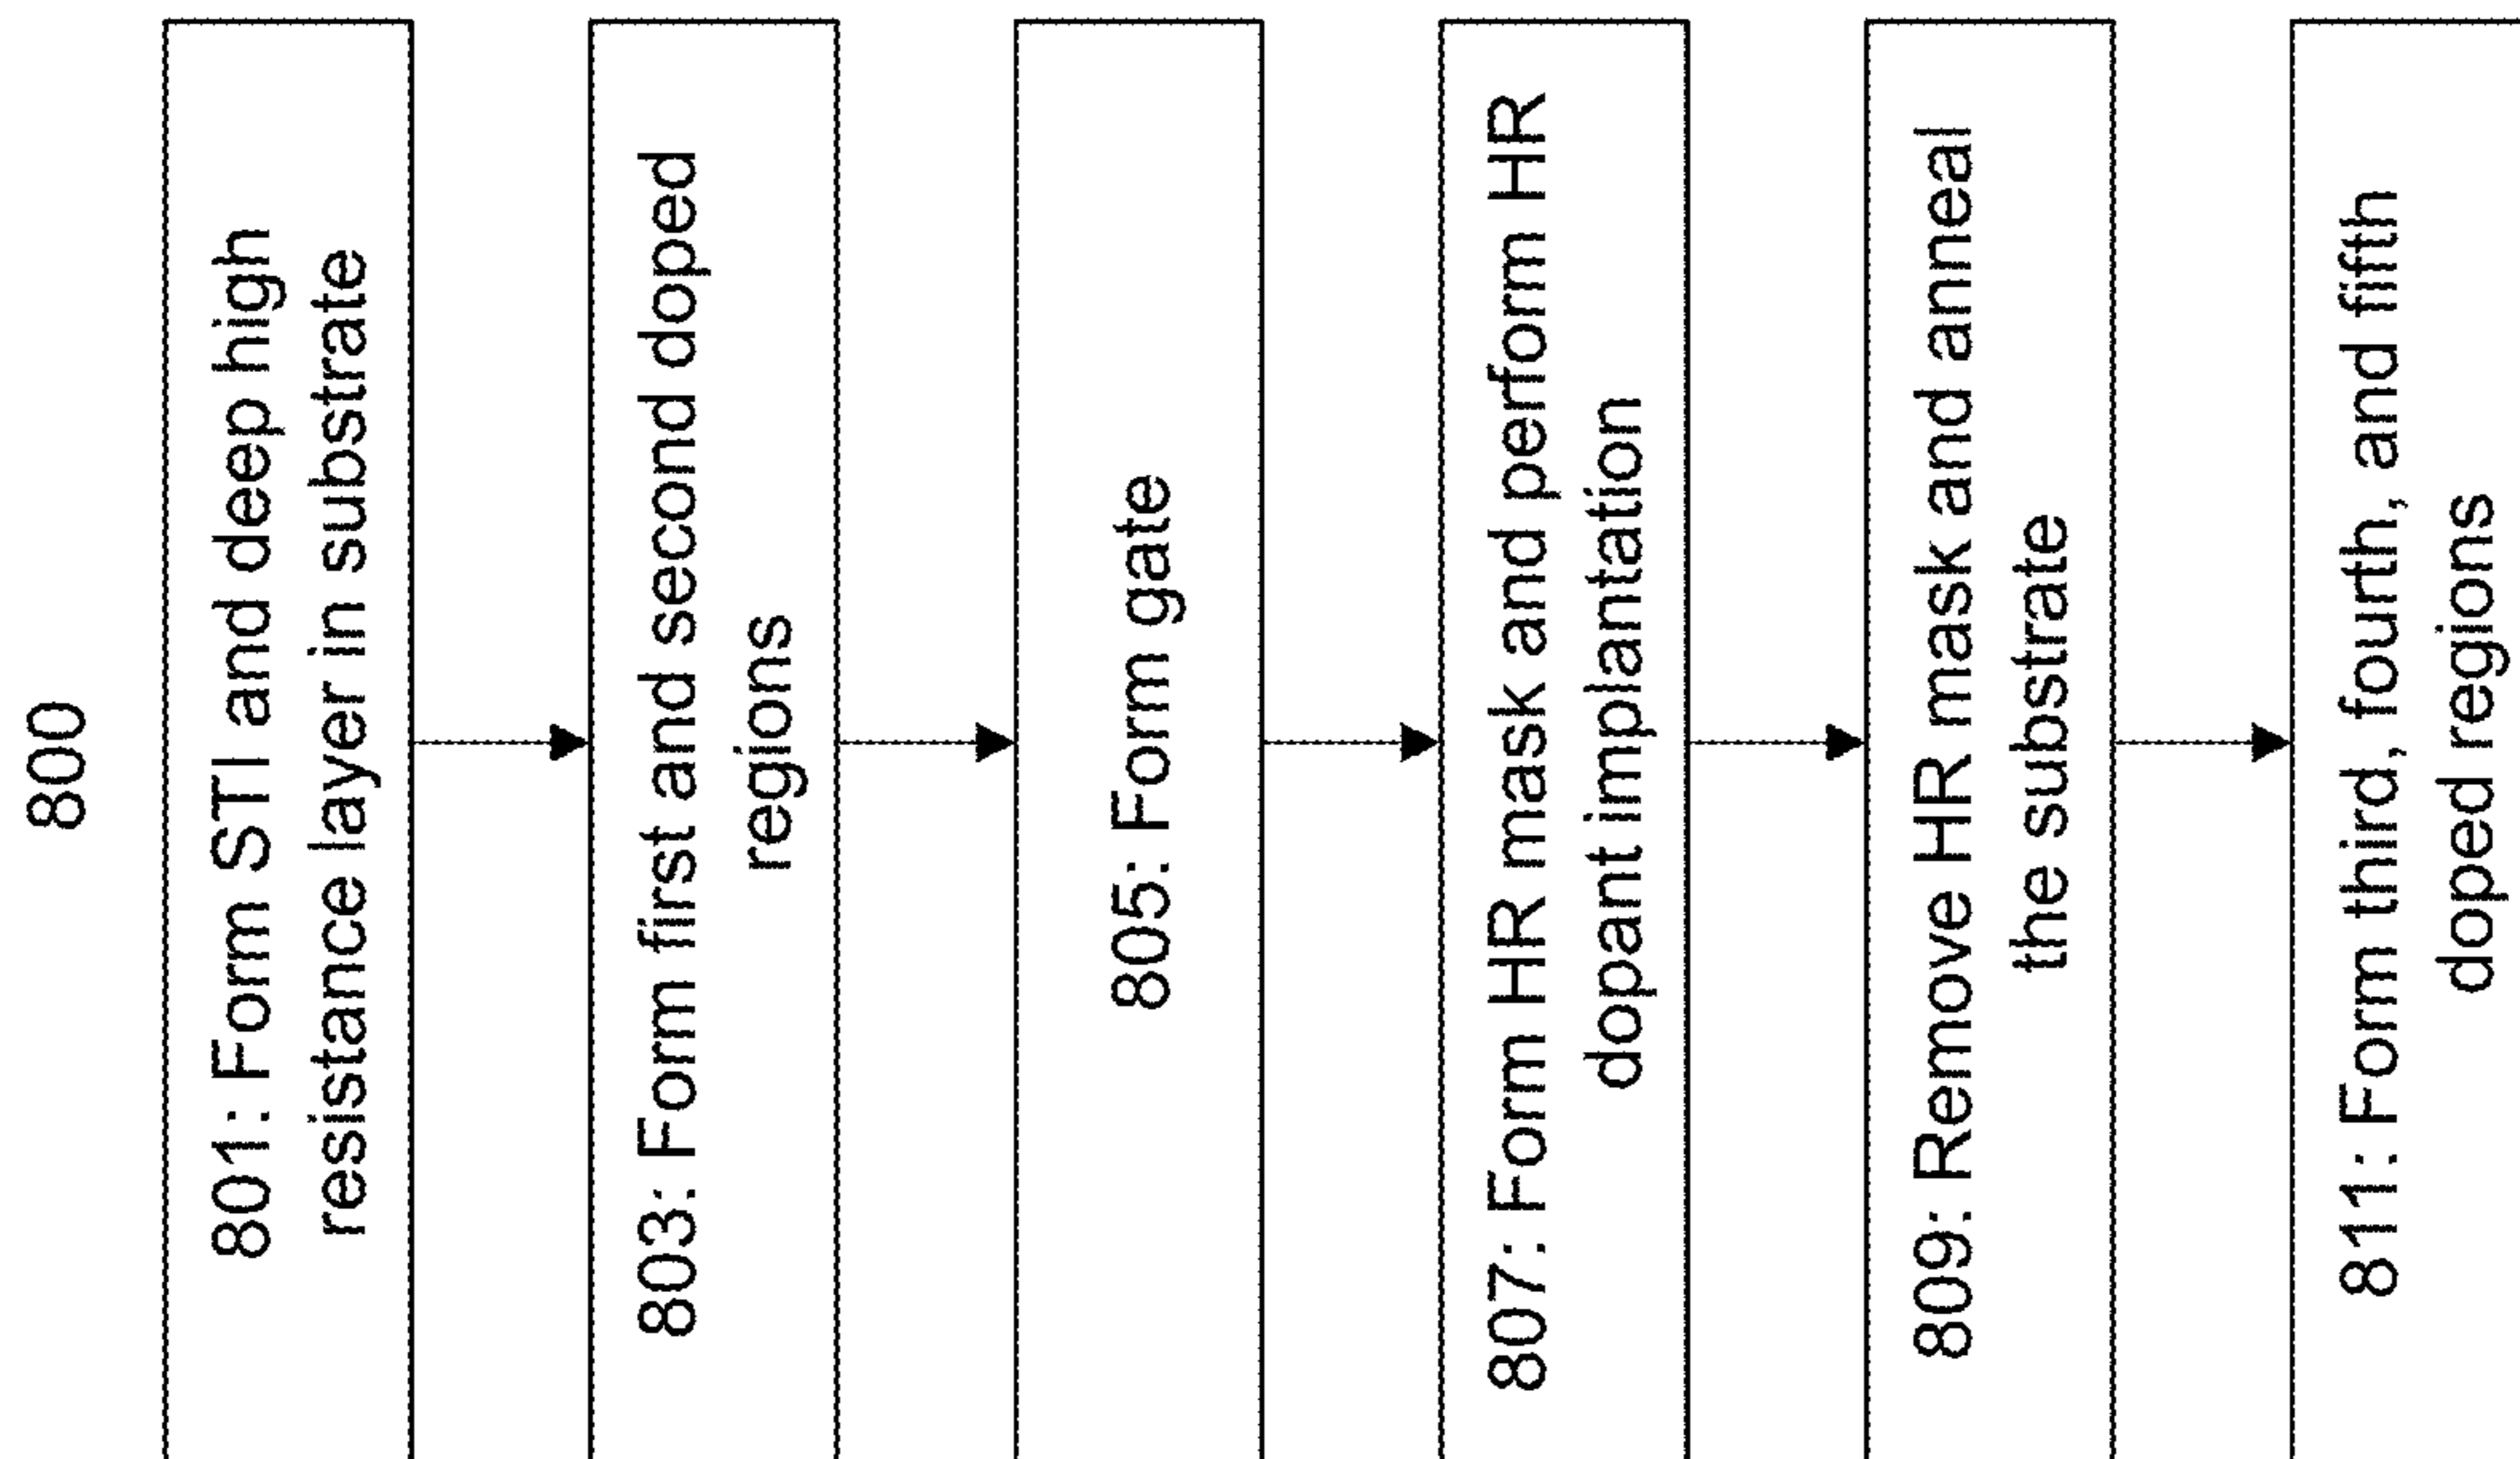 800
801: Form STI and deep high
resistance layer in substrate
803: Form first and second doped
regions
805: Form gate
807: Form HR mask and perform HR
dopant implantation
809: Remove HR mask and anneal
the substrate
811: Form third, fourth, and fifth
doped regions